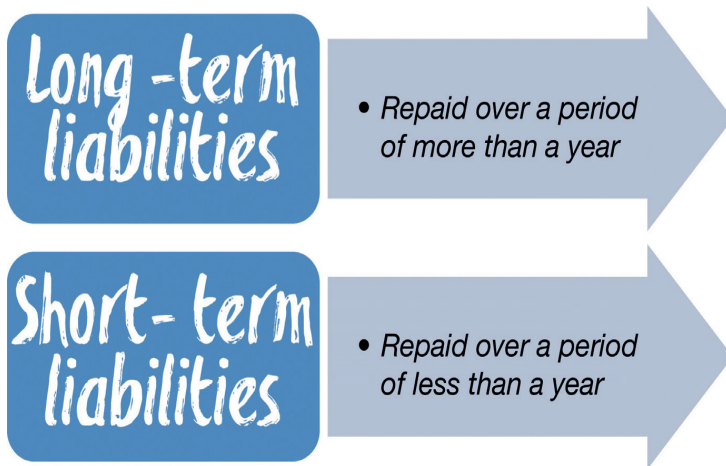 Long -term
liabilities
• Repaid over a period
of more than a year
Short- term
liabilities
• Repaid over a period
of less than a year